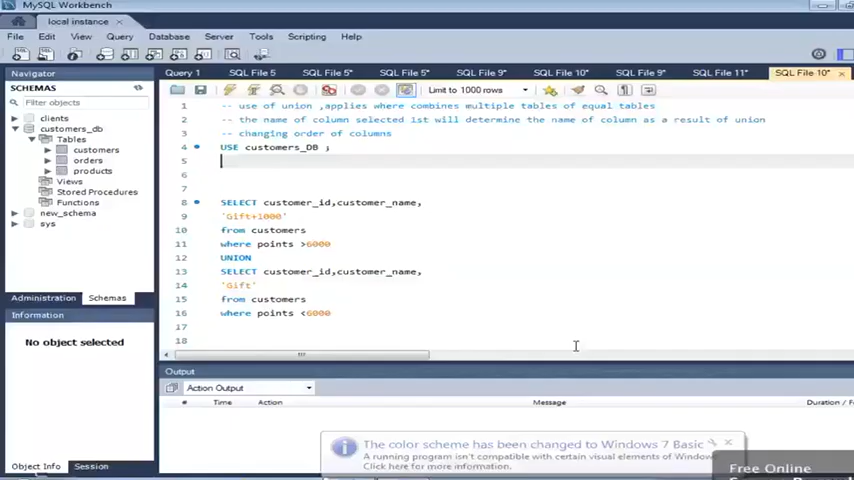 MySQL Workbench
local instance
File Edit View Query Database Server Tools Scripting Help
Navigator
SCHEMAS
Filter objects
clients
customers_db
Tables
customers
orders
products
Views
Stored Procedures
Functions
new_schema
sys
Administration Schemas
Information
No object selected
Object Info Session
Query 1 SQL File 5 SQL File 5* SQL File 5* SQL File 9* SQL File 10* SQL File 9* SQL File 11* SQL File 10*
Limit to 1000 rows
1 -- use of union ,applies where combines multiple tables of equal tables
2 -- the name of column selected 1st will determine the name of column as a result of union
3 -- changing order of columns
4 USE customers_DB ;
5
6
7
8 SELECT customer_id,customer_name,
9 'Gift+1000'
10 from customers
11 where points >6000
12 UNION
13 SELECT customer_id,customer_name,
14 'Gift'
15 from customers
16 where points <6000
17
18
Output
Action Output
# Time Action Message Duration / F
The color scheme has been changed to Windows 7 Basic
A running program isn't compatible with certain visual elements of Windows
Click here for more information.
Free Online